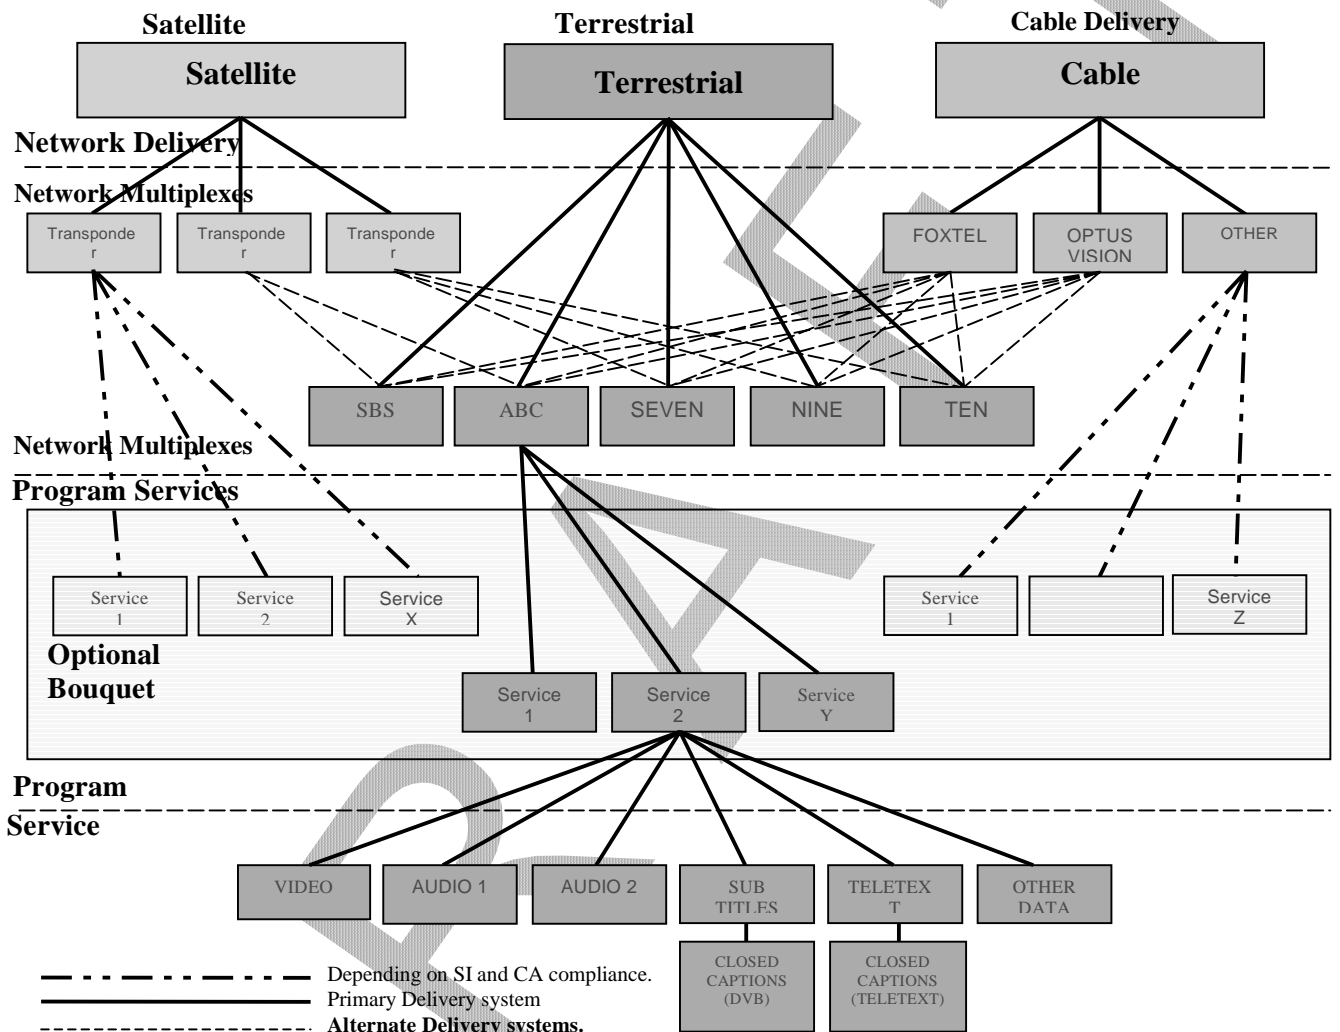 Satellite
Terrestrial
Cable Delivery
Satellite
Terrestrial
Cable
Network Delivery
Network Multiplexes
Transponde
r
Transponde
r
Transponde
r
FOXTEL
OPTUS
VISION
OTHER
SBS
ABC
SEVEN
NINE
TEN
Network Multiplexes
Program Services
Service
1
Service
2
Service
X
Service
1
Service
Z
Optional
Bouquet
Service
1
Service
2
Service
Y
Program
Service
VIDEO
AUDIO 1
AUDIO 2
SUB
TITLES
TELETEX
T
OTHER
DATA
CLOSED
CAPTIONS
(DVB)
CLOSED
CAPTIONS
(TELETEXT)
Depending on SI and CA compliance.
Primary Delivery system
Alternate Delivery systems.